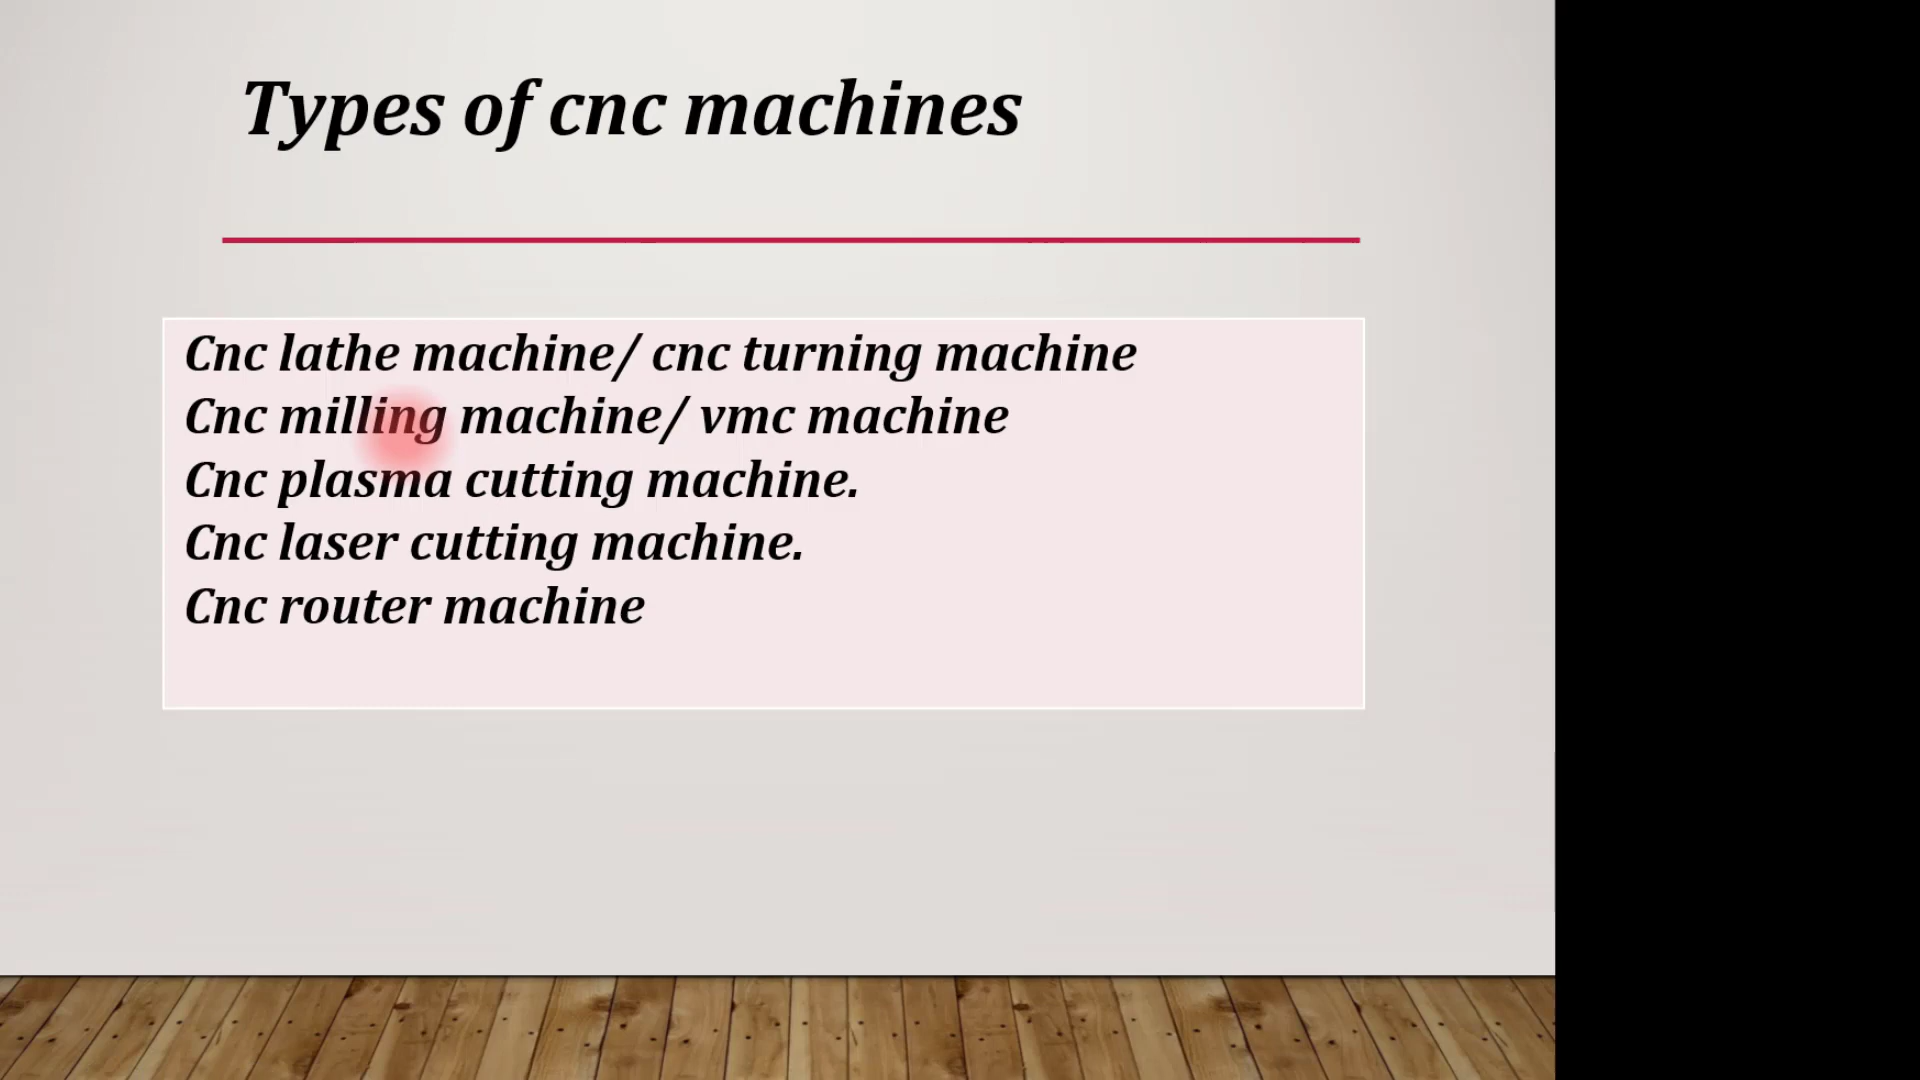 Types of cnc machines
Cnc lathe machine/ cnc turning machine
Cnc milling machine/ vmc machine
Cnc plasma cutting machine.
Cnc laser cutting machine.
Cnc router machine